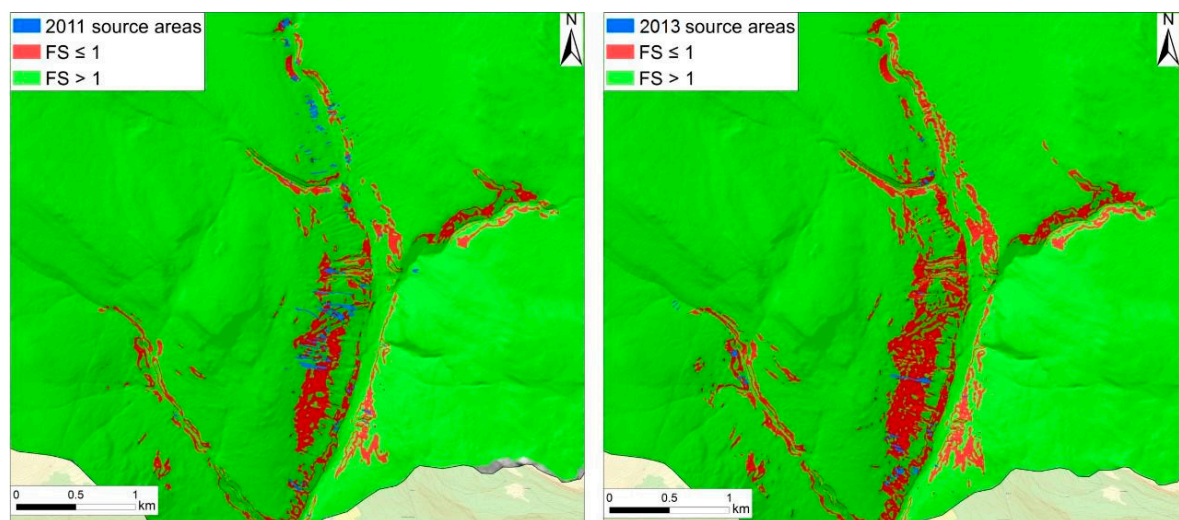 2011 source areas
FS ≤ 1
FS > 1
N
0 0.5 1
km
2013 source areas
FS ≤ 1
FS > 1
N
0 0.5 1
km